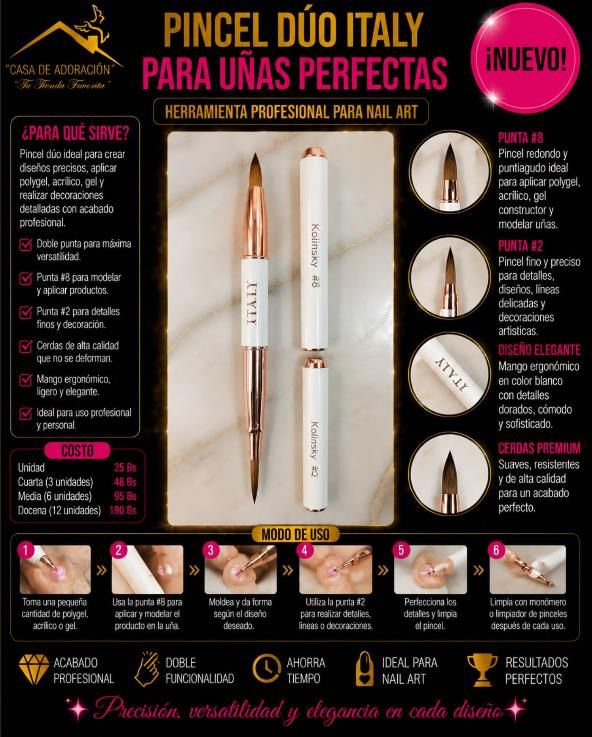 "CASA DE ADORACIÓN"
"Tu Tienda Favorita"
PINCEL DÚO ITALY
PARA UÑAS PERFECTAS
HERRAMIENTA PROFESIONAL PARA NAIL ART
¡NUEVO!
¿PARA QUÉ SIRVE?
Pincel dúo ideal para crear
diseños precisos, aplicar
polygel, acrílico, gel y
realizar decoraciones
detalladas con acabado
profesional.
Doble punta para máxima
versatilidad.
Punta #8 para modelar
y aplicar productos.
Punta #2 para detalles
finos y decoración.
Cerdas de alta calidad
que no se deforman.
Mango ergonómico,
ligero y elegante.
Ideal para uso profesional
y personal.
COSTO
Unidad 25 Bs
Cuarta (3 unidades) 48 Bs
Media (6 unidades) 95 Bs
Docena (12 unidades) 190 Bs
ITALY
Kolinsky #8
Kolinsky #2
PUNTA #8
Pincel redondo y
puntiagudo ideal
para aplicar polygel,
acrílico, gel
constructor y
modelar uñas.
PUNTA #2
Pincel fino y preciso
para detalles,
diseños, líneas
delicadas y
decoraciones
artísticas.
ITALY
DISEÑO ELEGANTE
Mango ergonómico
en color blanco
con detalles
dorados, cómodo
y sofisticado.
CERDAS PREMIUM
Suaves, resistentes
y de alta calidad
para un acabado
perfecto.
MODO DE USO
1
Toma una pequeña
cantidad de polygel,
acrílico o gel.
2
Usa la punta #8 para
aplicar y modelar el
producto en la uña.
3
Moldea y da forma
según el diseño
deseado.
4
Utiliza la punta #2
para realizar detalles,
líneas o decoraciones.
5
Perfecciona los
detalles y limpia
el pincel.
6
Limpia con monómero
o limpiador de pinceles
después de cada uso.
ACABADO
PROFESIONAL
DOBLE
FUNCIONALIDAD
AHORRA
TIEMPO
IDEAL PARA
NAIL ART
RESULTADOS
PERFECTOS
Precisión, versatilidad y elegancia en cada diseño